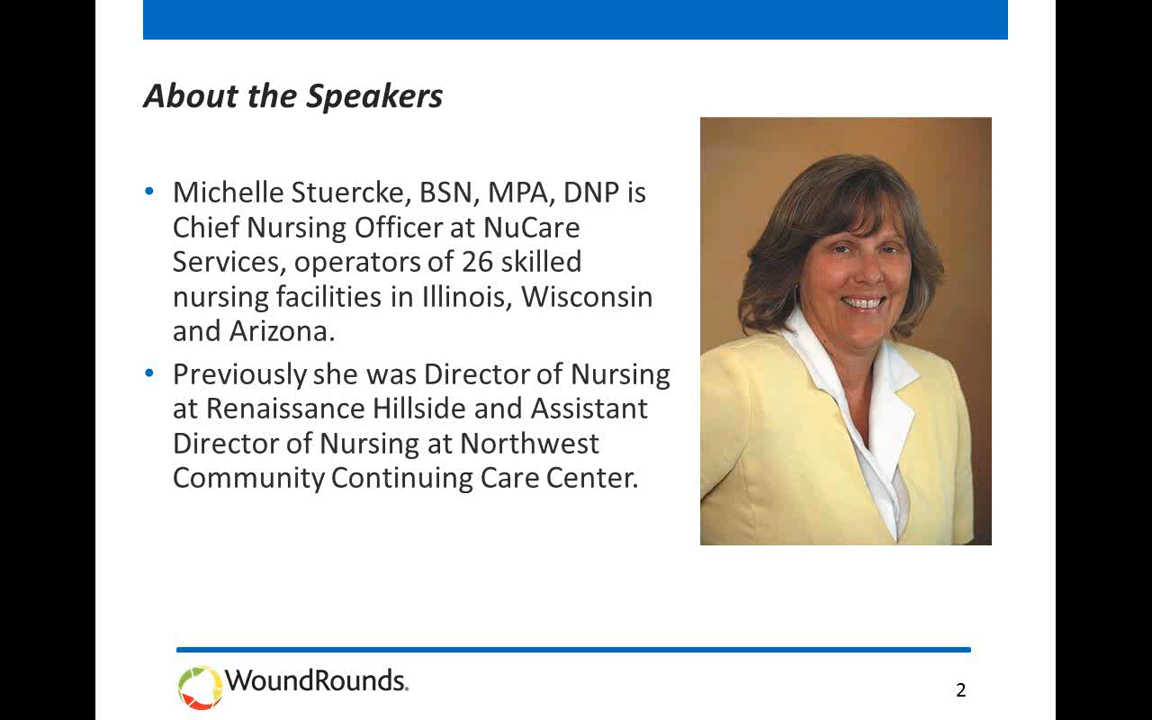 About the Speakers
• Michelle Stuercke, BSN, MPA, DNP is
Chief Nursing Officer at NuCare
Services, operators of 26 skilled
nursing facilities in Illinois, Wisconsin
and Arizona.
• Previously she was Director of Nursing
at Renaissance Hillside and Assistant
Director of Nursing at Northwest
Community Continuing Care Center.
WoundRounds.
2